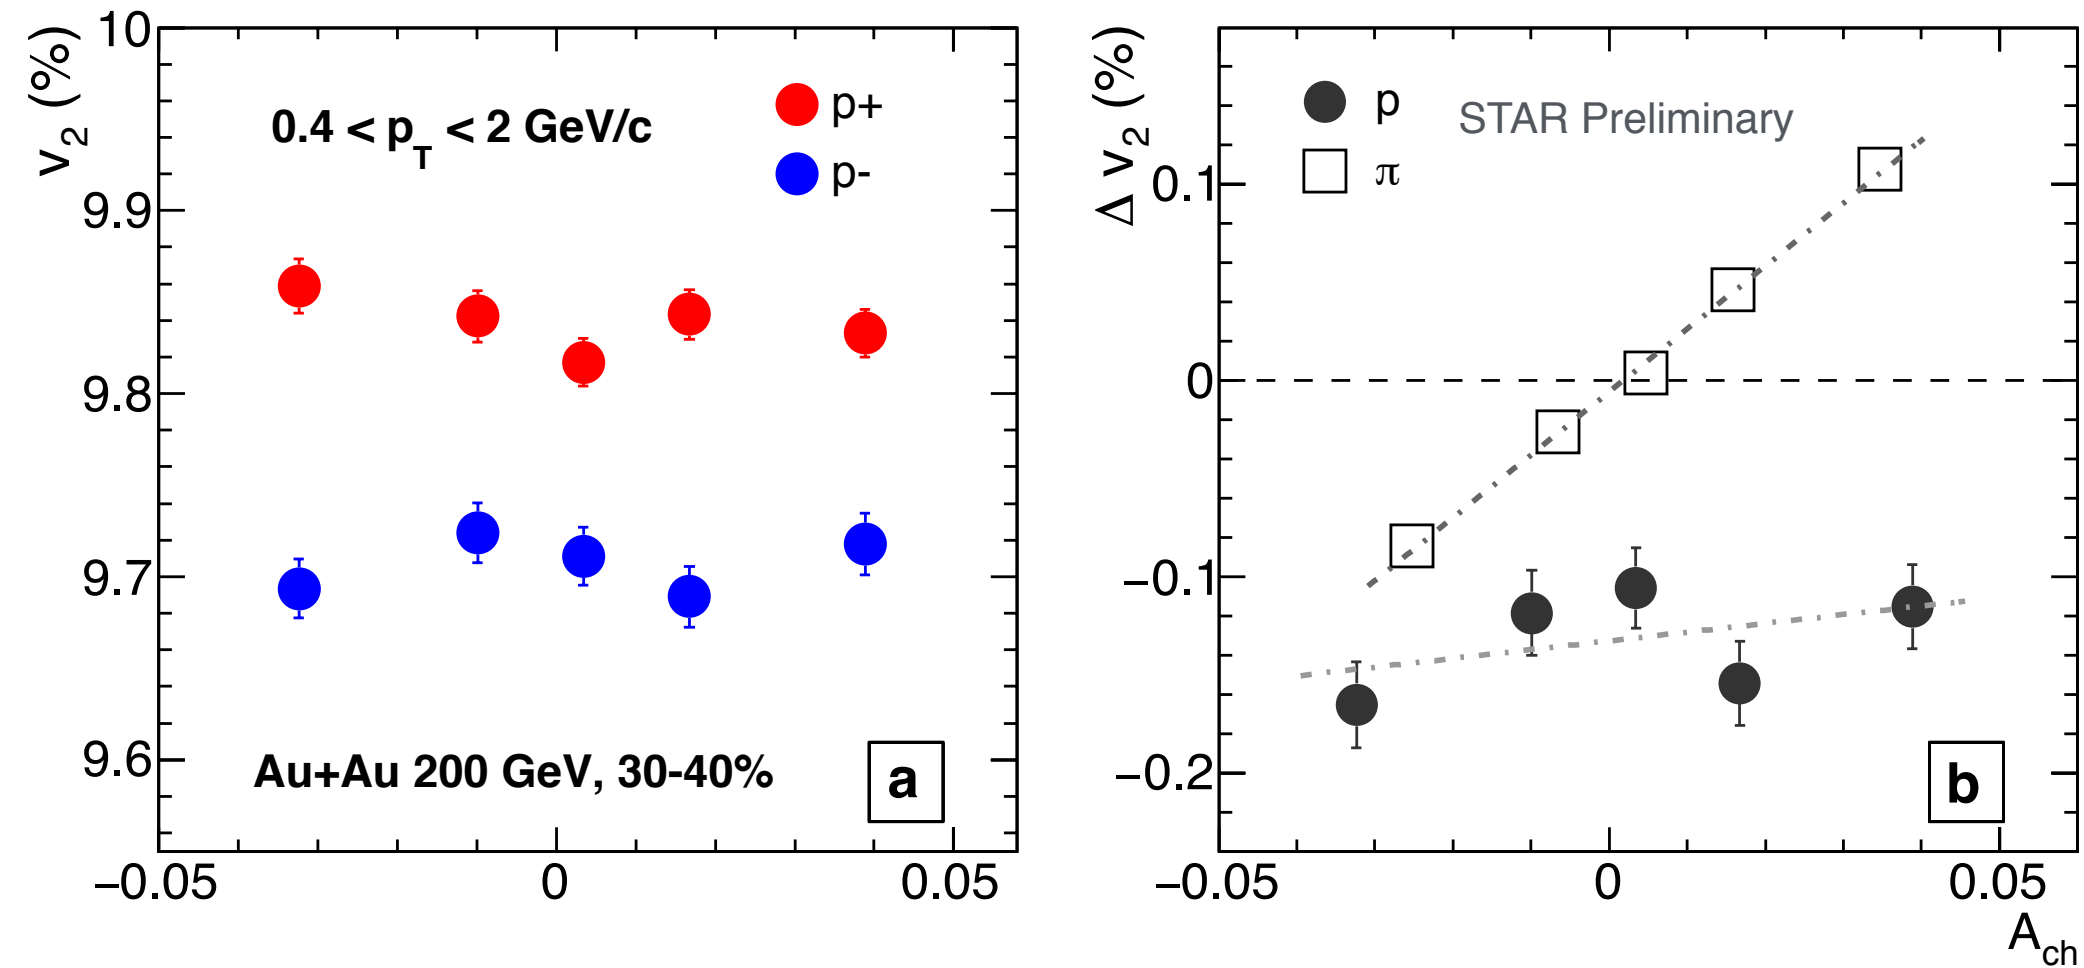 v2 (%)
10
9.9
9.8
9.7
9.6
0.4 < pT < 2 GeV/c
p+
p-
Au+Au 200 GeV, 30-40%
a
−0.05
0
0.05
Δ v2 (%)
0.1
0
−0.1
−0.2
p
π
STAR Preliminary
b
−0.05
0
0.05
Ach